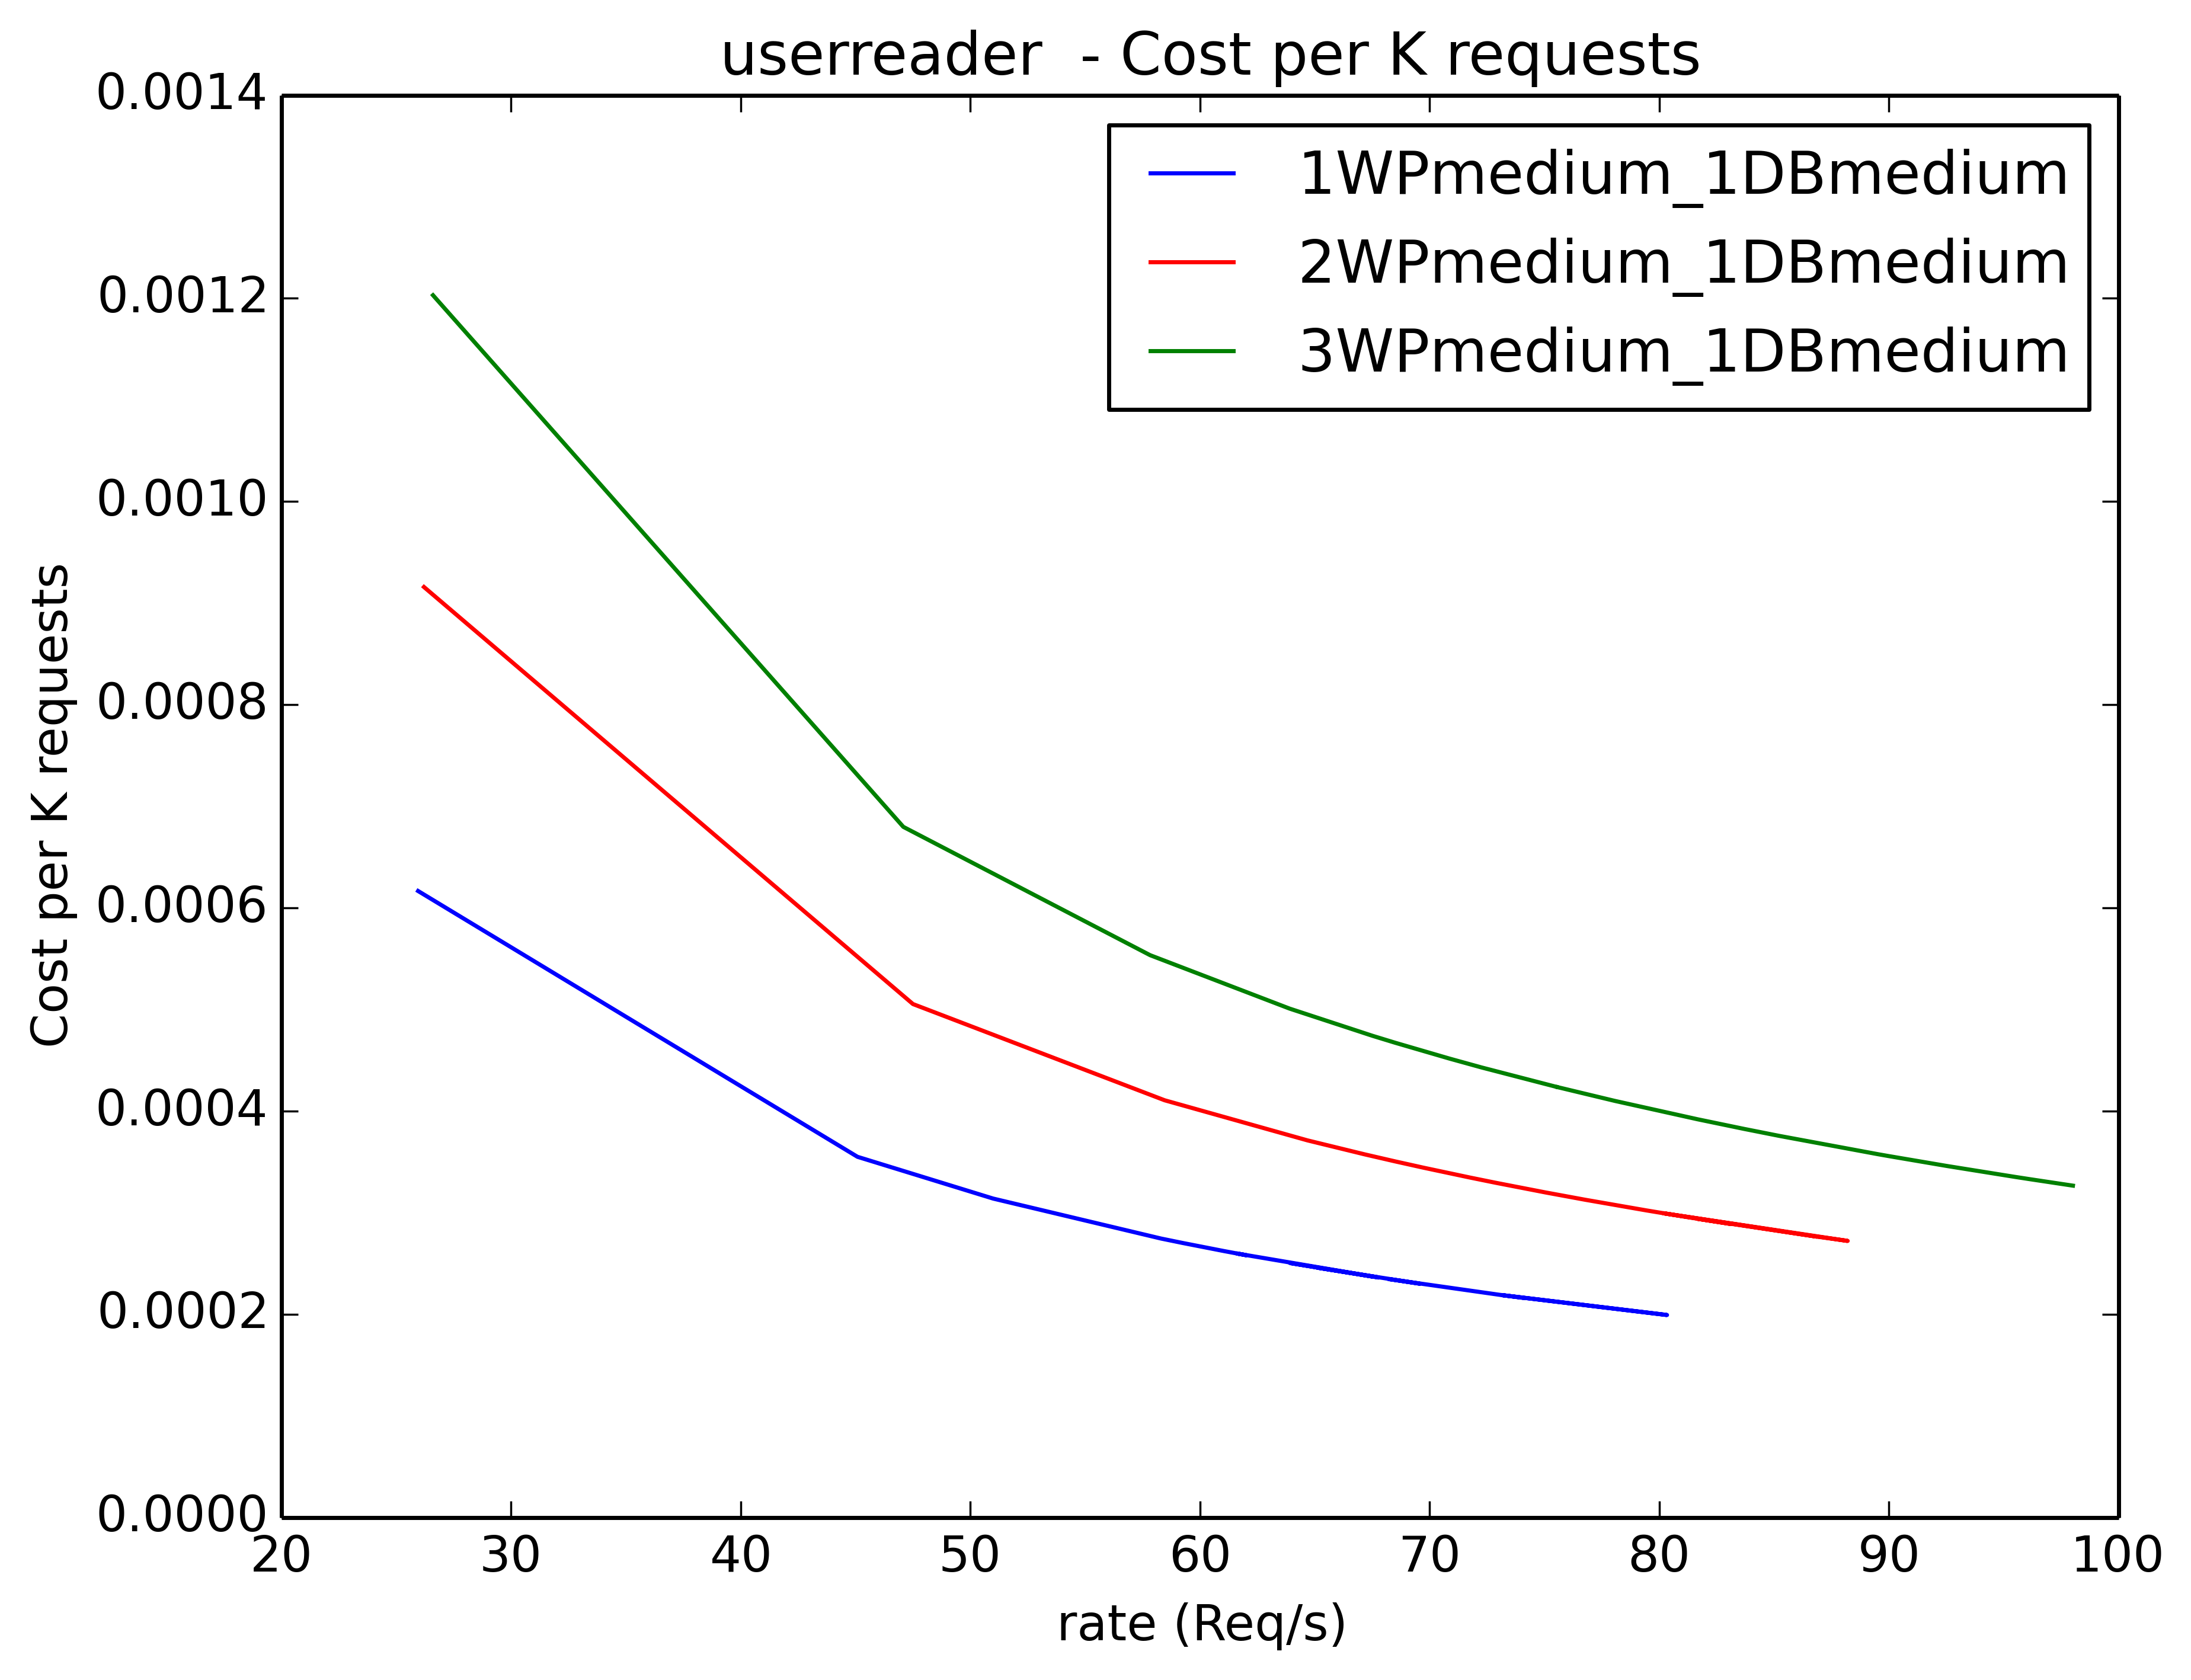 userreader - Cost per K requests
0.0014
0.0012
0.0010
0.0008
0.0006
0.0004
0.0002
0.0000
Cost per K requests
1WPmedium_1DBmedium
2WPmedium_1DBmedium
3WPmedium_1DBmedium
20 30 40 50 60 70 80 90 100
rate (Req/s)